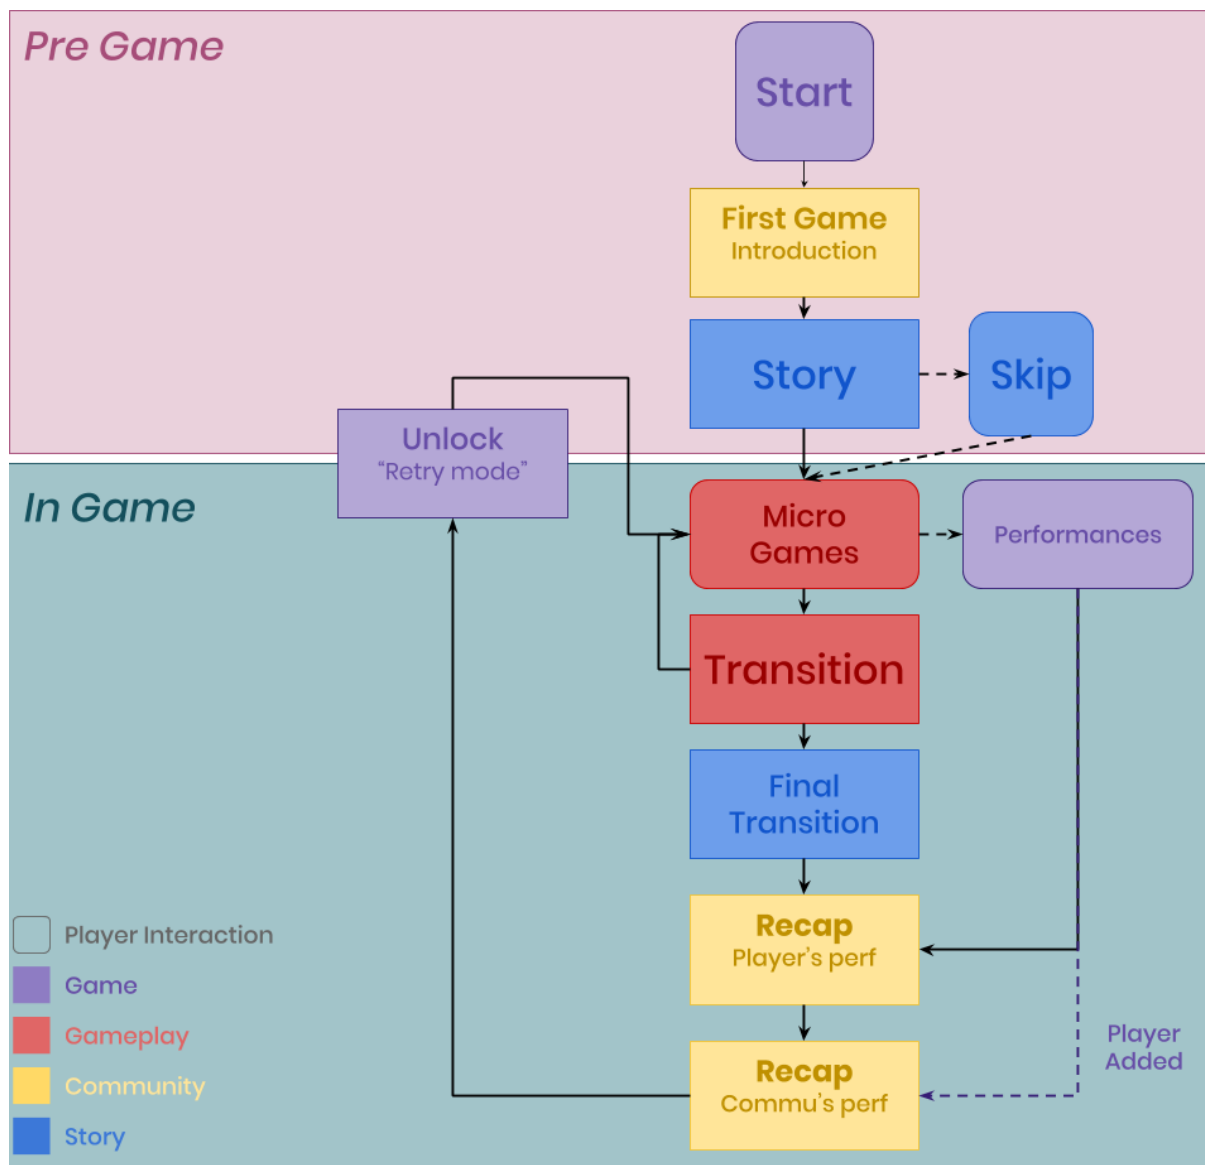 Pre Game
Start
First Game
Introduction
Story
Skip
Unlock
“Retry mode”
In Game
Micro
Games
Performances
Transition
Final
Transition
Recap
Player’s perf
Player
Added
Recap
Commu’s perf
Player Interaction
Game
Gameplay
Community
Story